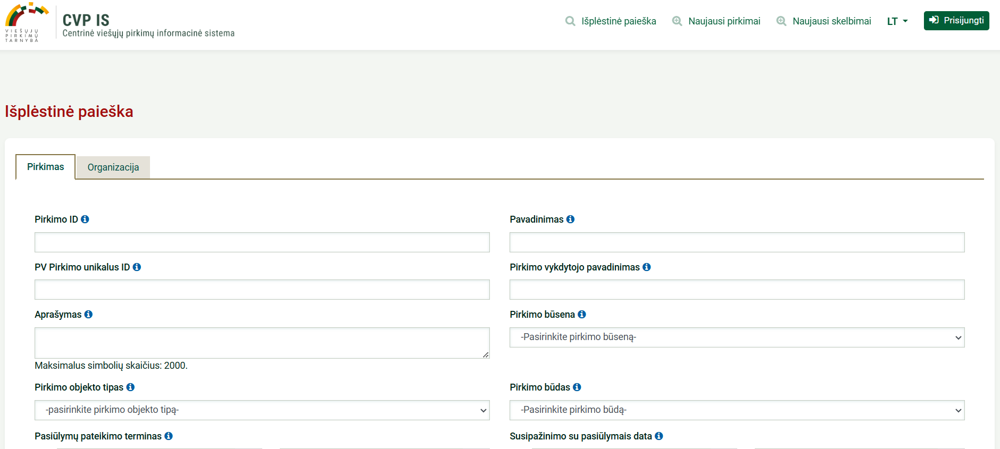 VIEŠŲJŲ
PIRKIMŲ
TARNYBA
CVP IS
Centrinė viešųjų pirkimų informacinė sistema
Išplėstinė paieška
Naujausi pirkimai
Naujausi skelbimai
LT
Prisijungti
Išplėstinė paieška
Pirkimas
Organizacija
Pirkimo ID
Pavadinimas
PV Pirkimo unikalus ID
Pirkimo vykdytojo pavadinimas
Aprašymas
Pirkimo būsena
-Pasirinkite pirkimo būseną-
Maksimalus simbolių skaičius: 2000.
Pirkimo objekto tipas
Pirkimo būdas
-pasirinkite pirkimo objekto tipą-
-Pasirinkite pirkimo būdą-
Pasiūlymų pateikimo terminas
Susipažinimo su pasiūlymais data